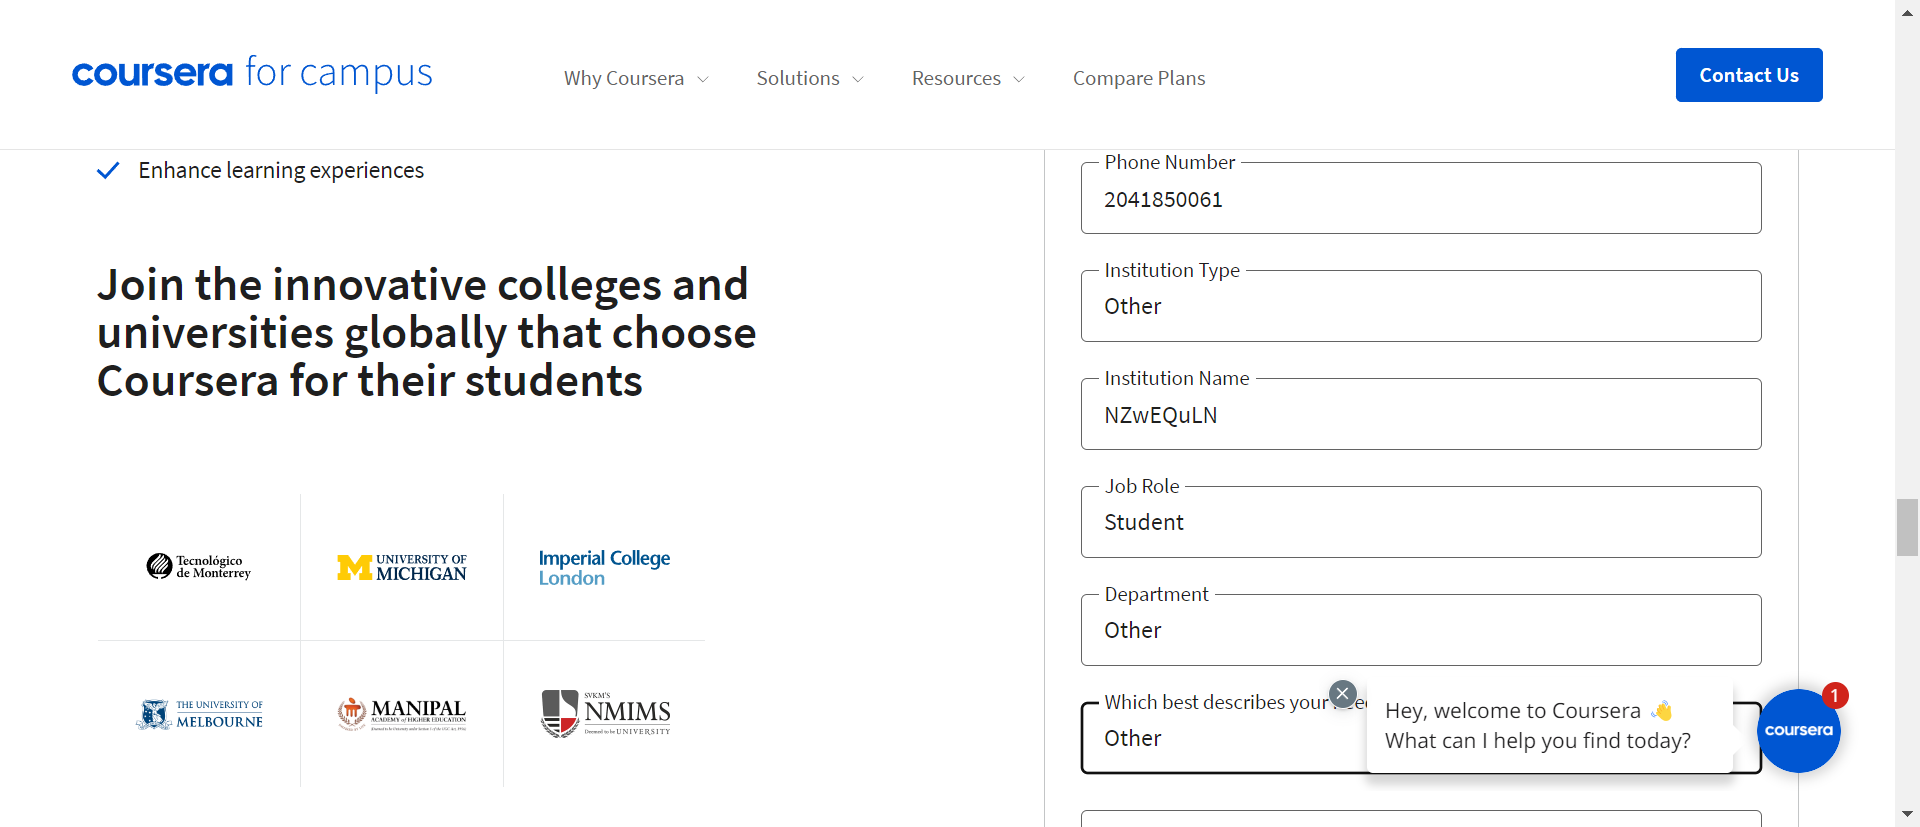 coursera for campus
Why Coursera
Solutions
Resources
Compare Plans
Contact Us
Enhance learning experiences
Join the innovative colleges and
universities globally that choose
Coursera for their students
Tecnológico
de Monterrey
M UNIVERSITY OF
MICHIGAN
Imperial College
London
THE UNIVERSITY OF
MELBOURNE
MANIPAL
ACADEMY of HIGHER EDUCATION
SVKM'S
NMIMS
Deemed to be UNIVERSITY
Phone Number
2041850061
Institution Type
Other
Institution Name
NZwEQuLN
Job Role
Student
Department
Other
Which best describes your
Other
Hey, welcome to Coursera 👋
What can I help you find today?
coursera
1